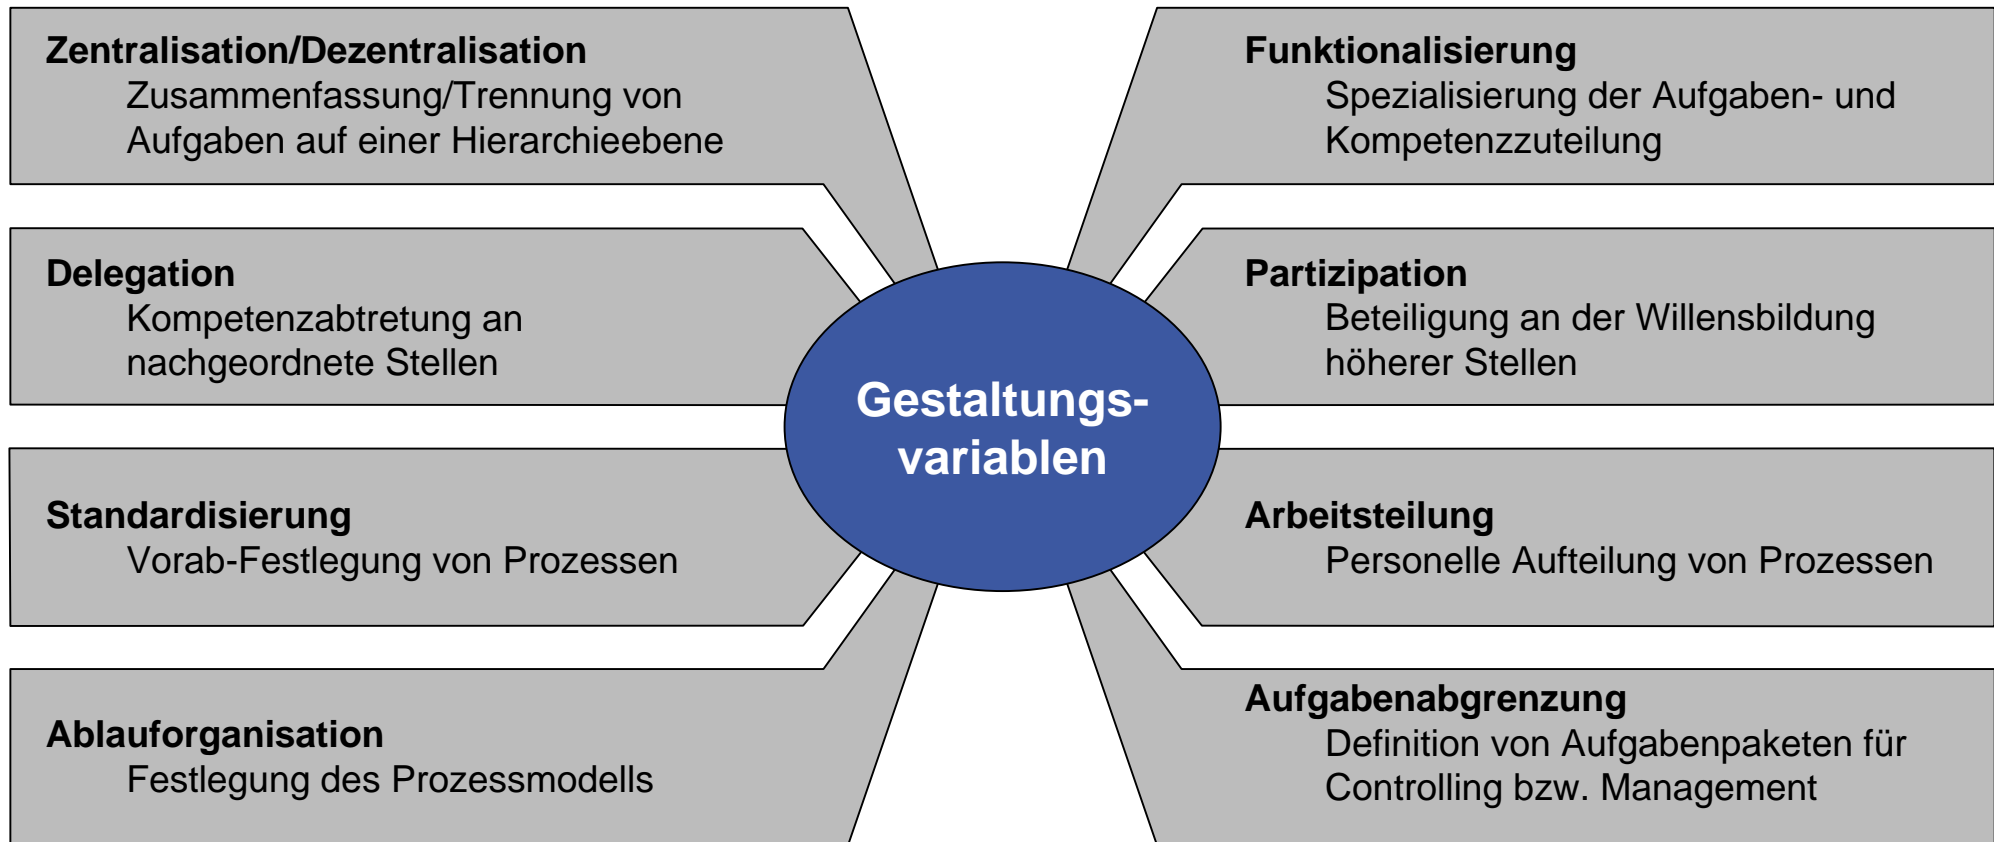 Zentralisation/Dezentralisation
Zusammenfassung/Trennung von
Aufgaben auf einer Hierarchieebene
Delegation
Kompetenzabtretung an
nachgeordnete Stellen
Standardisierung
Vorab-Festlegung von Prozessen
Ablauforganisation
Festlegung des Prozessmodells
Gestaltungs-
variablen
Funktionalisierung
Spezialisierung der Aufgaben- und
Kompetenzzuteilung
Partizipation
Beteiligung an der Willensbildung
höherer Stellen
Arbeitsteilung
Personelle Aufteilung von Prozessen
Aufgabenabgrenzung
Definition von Aufgabenpaketen für
Controlling bzw. Management